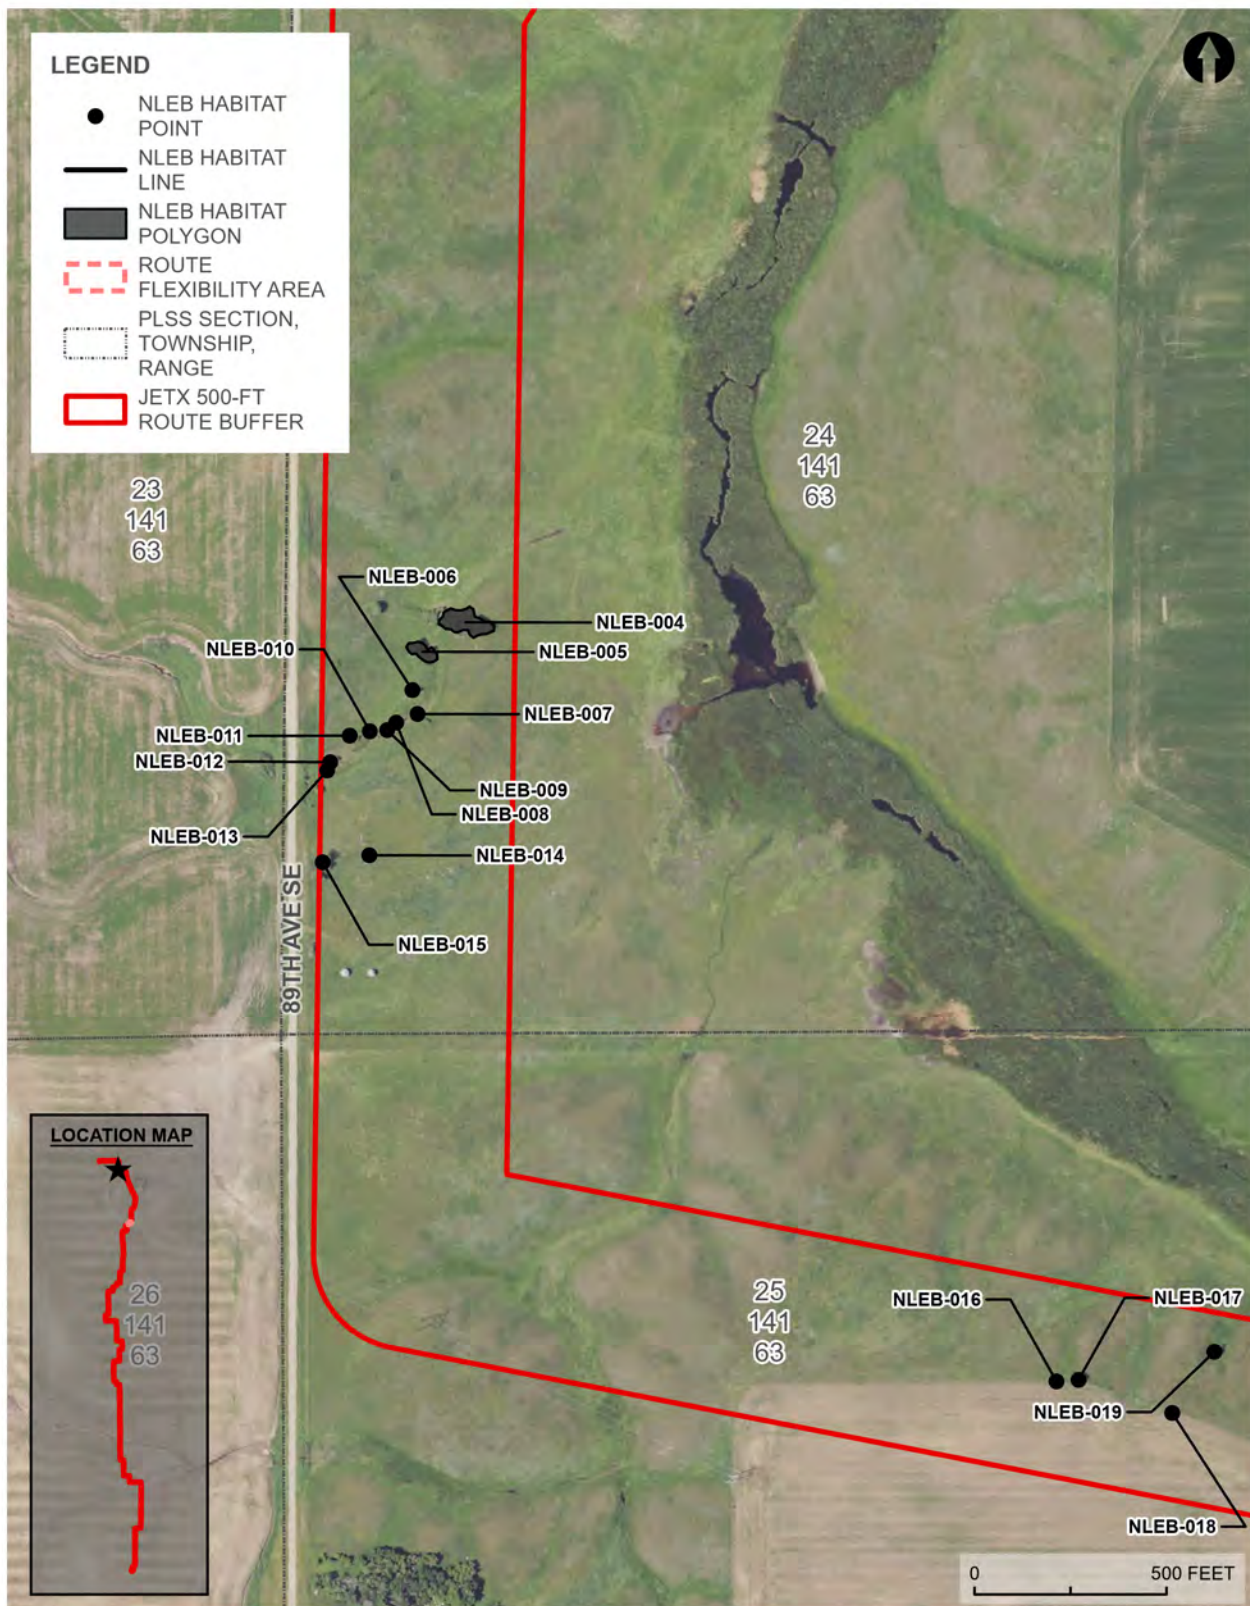 LEGEND
NLEB HABITAT
POINT
NLEB HABITAT
LINE
NLEB HABITAT
POLYGON
ROUTE
FLEXIBILITY AREA
PLSS SECTION,
TOWNSHIP,
RANGE
JETX 500-FT
ROUTE BUFFER
24
141
63
23
141
63
NLEB-006
NLEB-004
NLEB-010
NLEB-005
NLEB-007
NLEB-011
NLEB-012
NLEB-009
NLEB-008
NLEB-013
NLEB-014
NLEB-015
89TH AVE SE
LOCATION MAP
26
141
63
25
141
63
NLEB-016
NLEB-017
NLEB-019
NLEB-018
0 500 FEET